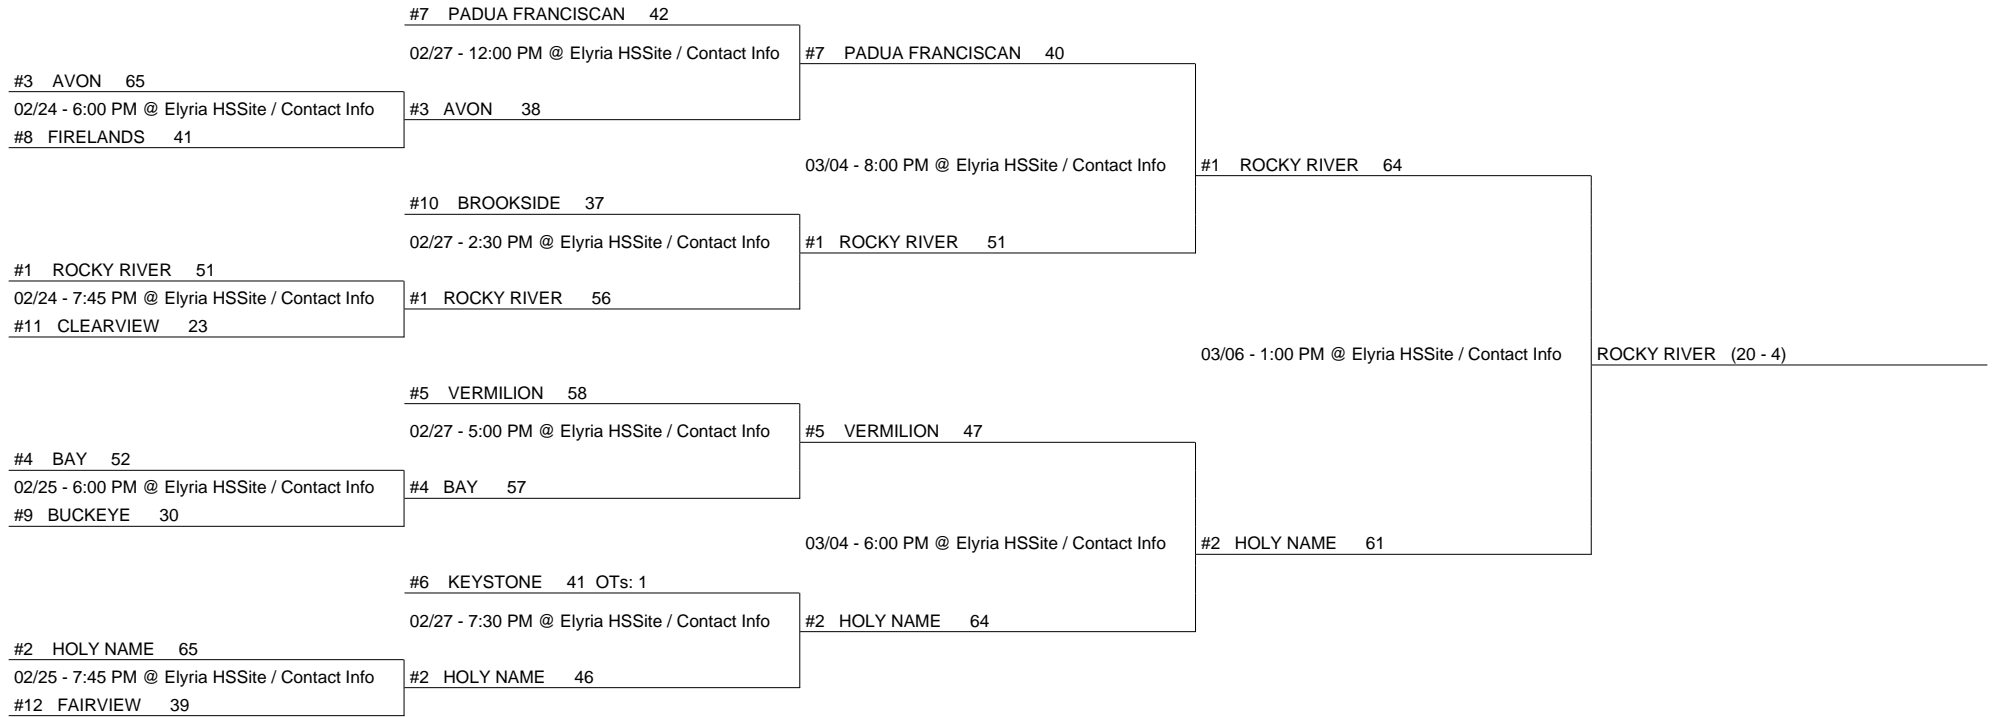 #7 PADUA FRANCISCAN 42
02/27 - 12:00 PM @ Elyria HSSite / Contact Info
#7 PADUA FRANCISCAN 40
#3 AVON 65
02/24 - 6:00 PM @ Elyria HSSite / Contact Info
#3 AVON 38
#8 FIRELANDS 41
03/04 - 8:00 PM @ Elyria HSSite / Contact Info
#1 ROCKY RIVER 64
#10 BROOKSIDE 37
02/27 - 2:30 PM @ Elyria HSSite / Contact Info
#1 ROCKY RIVER 51
#1 ROCKY RIVER 51
02/24 - 7:45 PM @ Elyria HSSite / Contact Info
#1 ROCKY RIVER 56
#11 CLEARVIEW 23
03/06 - 1:00 PM @ Elyria HSSite / Contact Info
ROCKY RIVER (20 - 4)
#5 VERMILION 58
02/27 - 5:00 PM @ Elyria HSSite / Contact Info
#5 VERMILION 47
#4 BAY 52
02/25 - 6:00 PM @ Elyria HSSite / Contact Info
#4 BAY 57
#9 BUCKEYE 30
03/04 - 6:00 PM @ Elyria HSSite / Contact Info
#2 HOLY NAME 61
#6 KEYSTONE 41 OTs: 1
02/27 - 7:30 PM @ Elyria HSSite / Contact Info
#2 HOLY NAME 64
#2 HOLY NAME 65
02/25 - 7:45 PM @ Elyria HSSite / Contact Info
#2 HOLY NAME 46
#12 FAIRVIEW 39